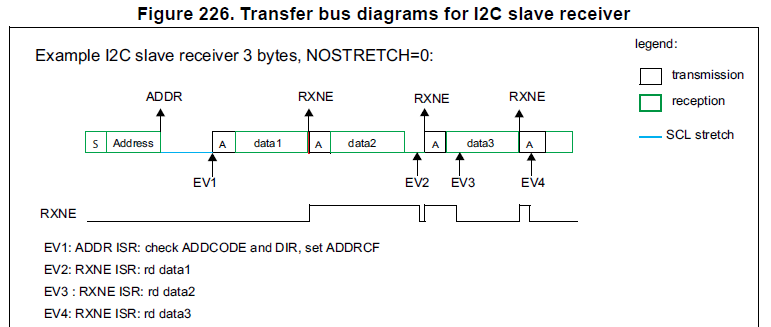 Figure 226. Transfer bus diagrams for I2C slave receiver
legend:
Example I2C slave receiver 3 bytes, NOSTRETCH=0:
transmission
ADDR RXNE RXNE RXNE
reception
S Address A data1 A data2 A data3 A
SCL stretch
EV1 EV2 EV3 EV4
RXNE
EV1: ADDR ISR: check ADDCODE and DIR, set ADDRCF
EV2: RXNE ISR: rd data1
EV3 : RXNE ISR: rd data2
EV4: RXNE ISR: rd data3